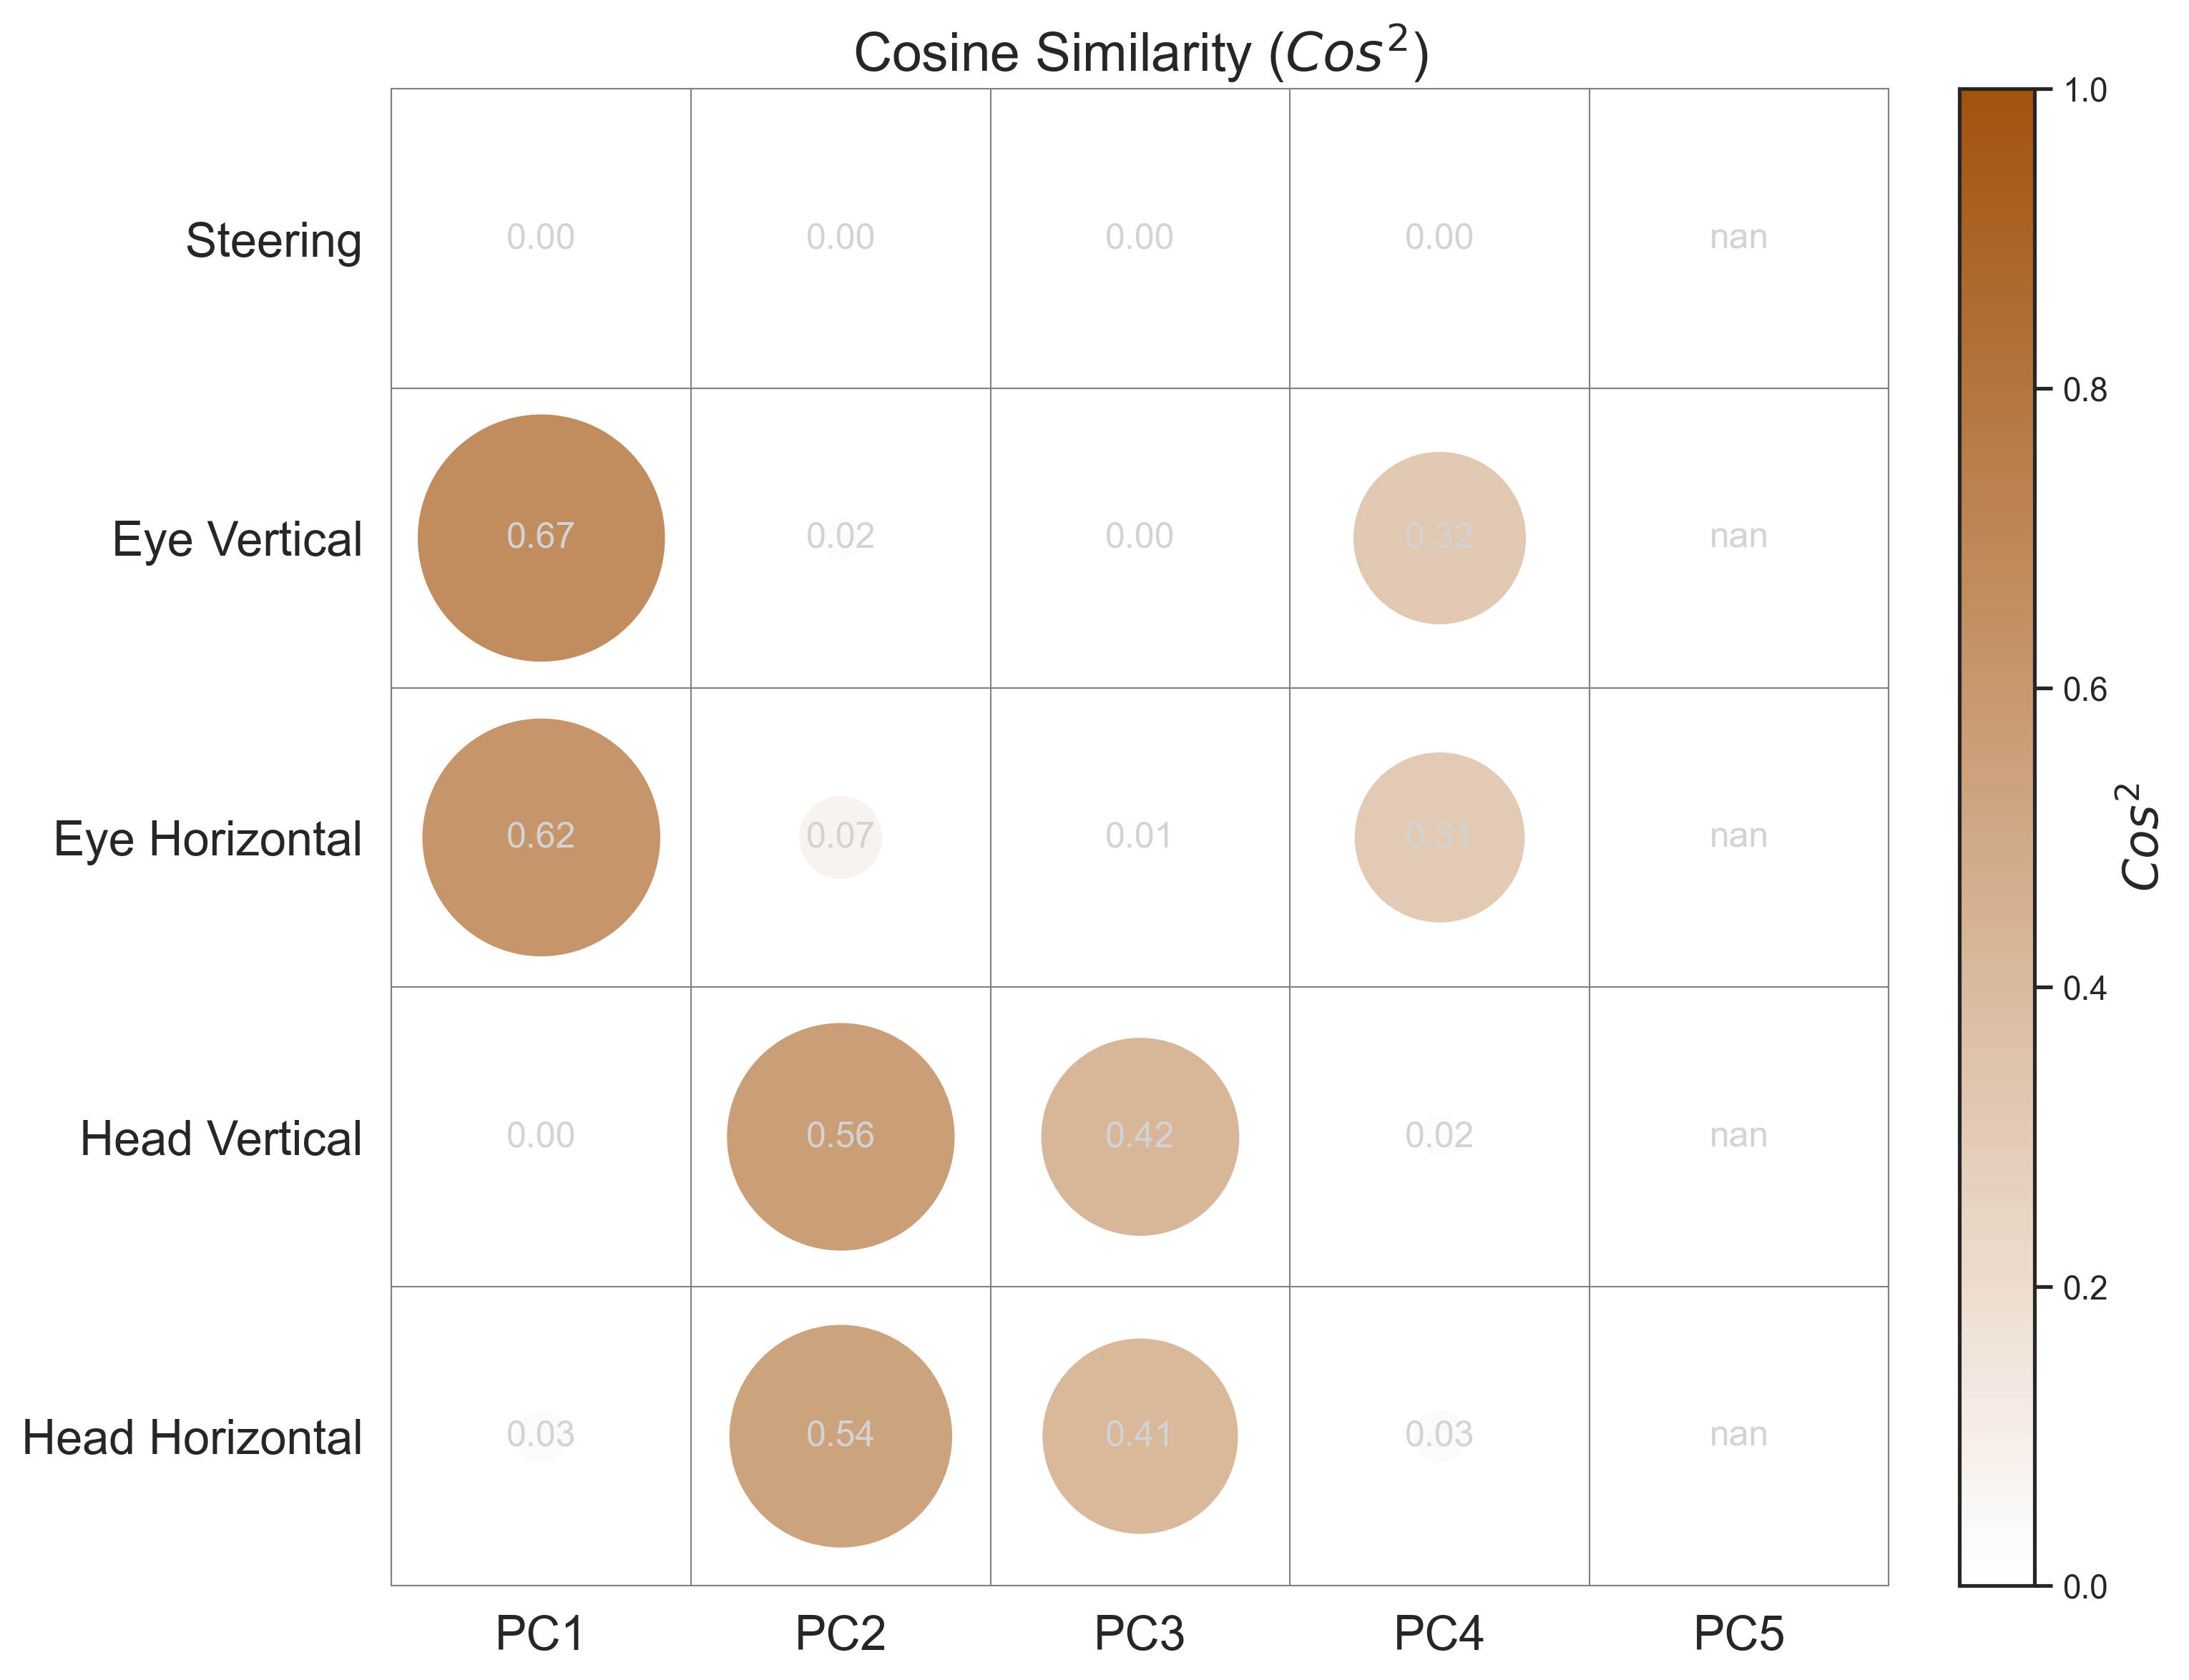 Cosine Similarity (Cos²)
Steering 0.00 0.00 0.00 0.00 nan
Eye Vertical 0.67 0.02 0.00 0.32 nan
Eye Horizontal 0.62 0.07 0.01 0.31 nan
Head Vertical 0.00 0.56 0.42 0.02 nan
Head Horizontal 0.03 0.54 0.41 0.03 nan
PC1 PC2 PC3 PC4 PC5
1.0
0.8
0.6
0.4
0.2
0.0
Cos²